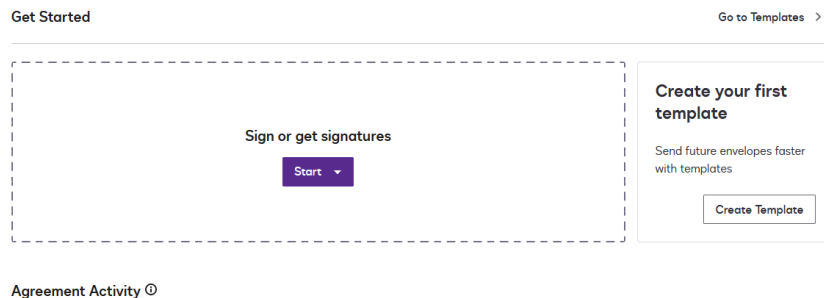 Get Started
Go to Templates
Sign or get signatures
Start
Create your first
template
Send future envelopes faster
with templates
Create Template
Agreement Activity